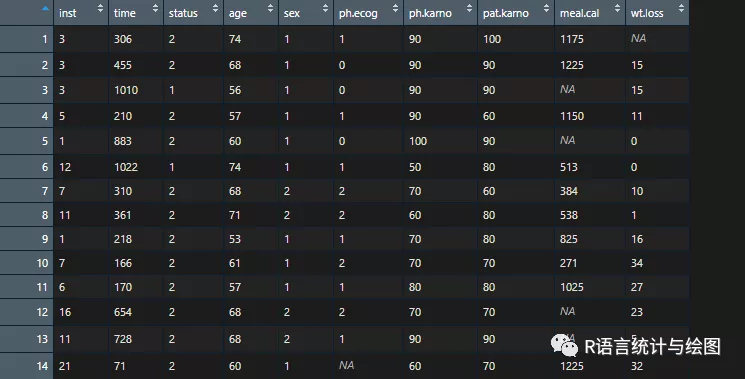 inst time status age sex ph.ecog ph.karno pat.karno meal.cal wt.loss
1 3 306 2 74 1 1 90 100 1175 NA
2 3 455 2 68 1 0 90 90 1225 15
3 3 1010 1 56 1 0 90 90 NA 15
4 5 210 2 57 1 1 90 60 1150 11
5 1 883 2 60 1 0 100 90 NA 0
6 12 1022 1 74 1 1 50 80 513 0
7 7 310 2 68 2 2 70 60 384 10
8 11 361 2 71 2 2 60 80 538 1
9 1 218 2 53 1 1 70 80 825 16
10 7 166 2 61 1 2 70 70 271 34
11 6 170 2 57 1 1 80 80 1025 27
12 16 654 2 68 2 2 70 70 NA 23
13 11 728 2 68 2 1 90 90
R语言统计与绘图
14 21 71 2 60 1 NA 60 70 1225 32